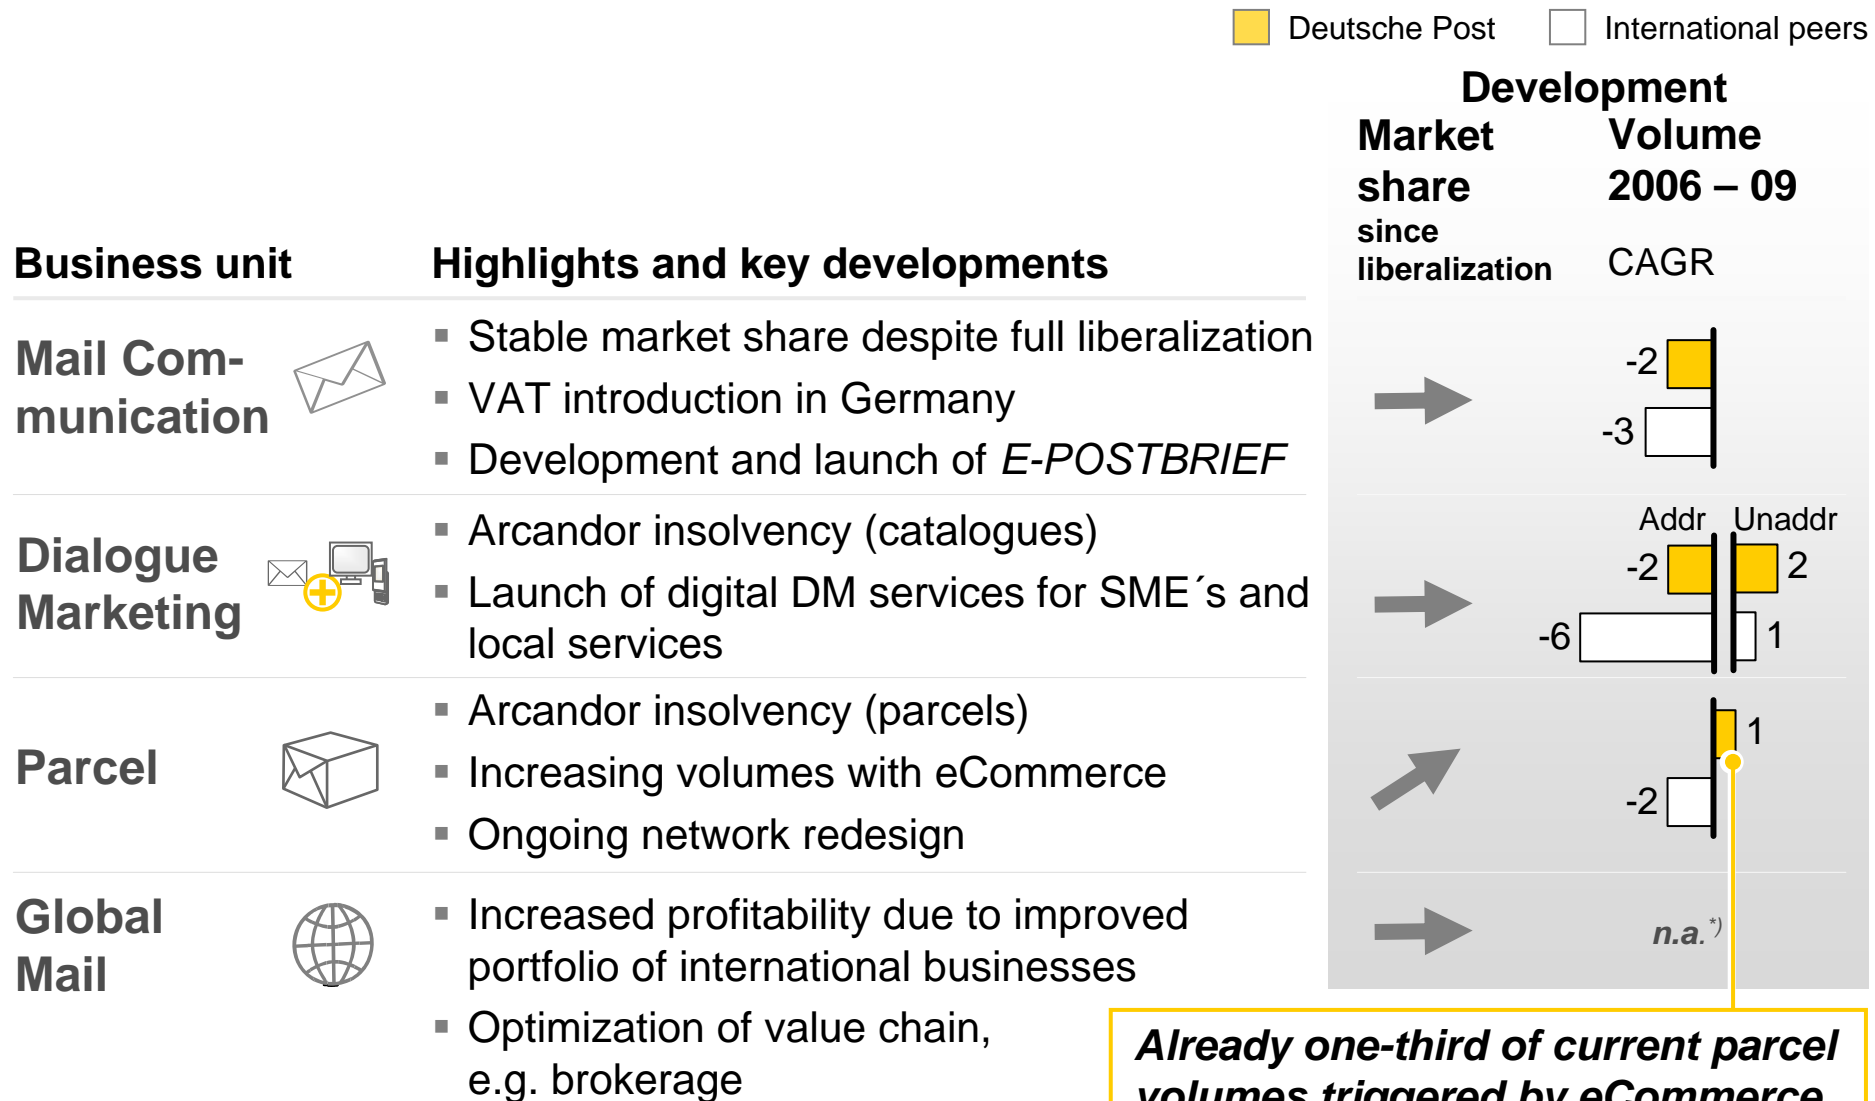 Deutsche Post
International peers
Development
Market share since liberalization
Volume 2006 – 09
CAGR
Business unit
Highlights and key developments
Mail Com-
munication
▪ Stable market share despite full liberalization
▪ VAT introduction in Germany
▪ Development and launch of E-POSTBRIEF
-2
-3
Dialogue
Marketing
▪ Arcandor insolvency (catalogues)
▪ Launch of digital DM services for SME´s and
local services
Addr Unaddr
-2 2
-6 1
Parcel
▪ Arcandor insolvency (parcels)
▪ Increasing volumes with eCommerce
▪ Ongoing network redesign
1
-2
Global
Mail
▪ Increased profitability due to improved
portfolio of international businesses
▪ Optimization of value chain,
e.g. brokerage
n.a.*)
Already one-third of current parcel
volumes triggered by eCommerce